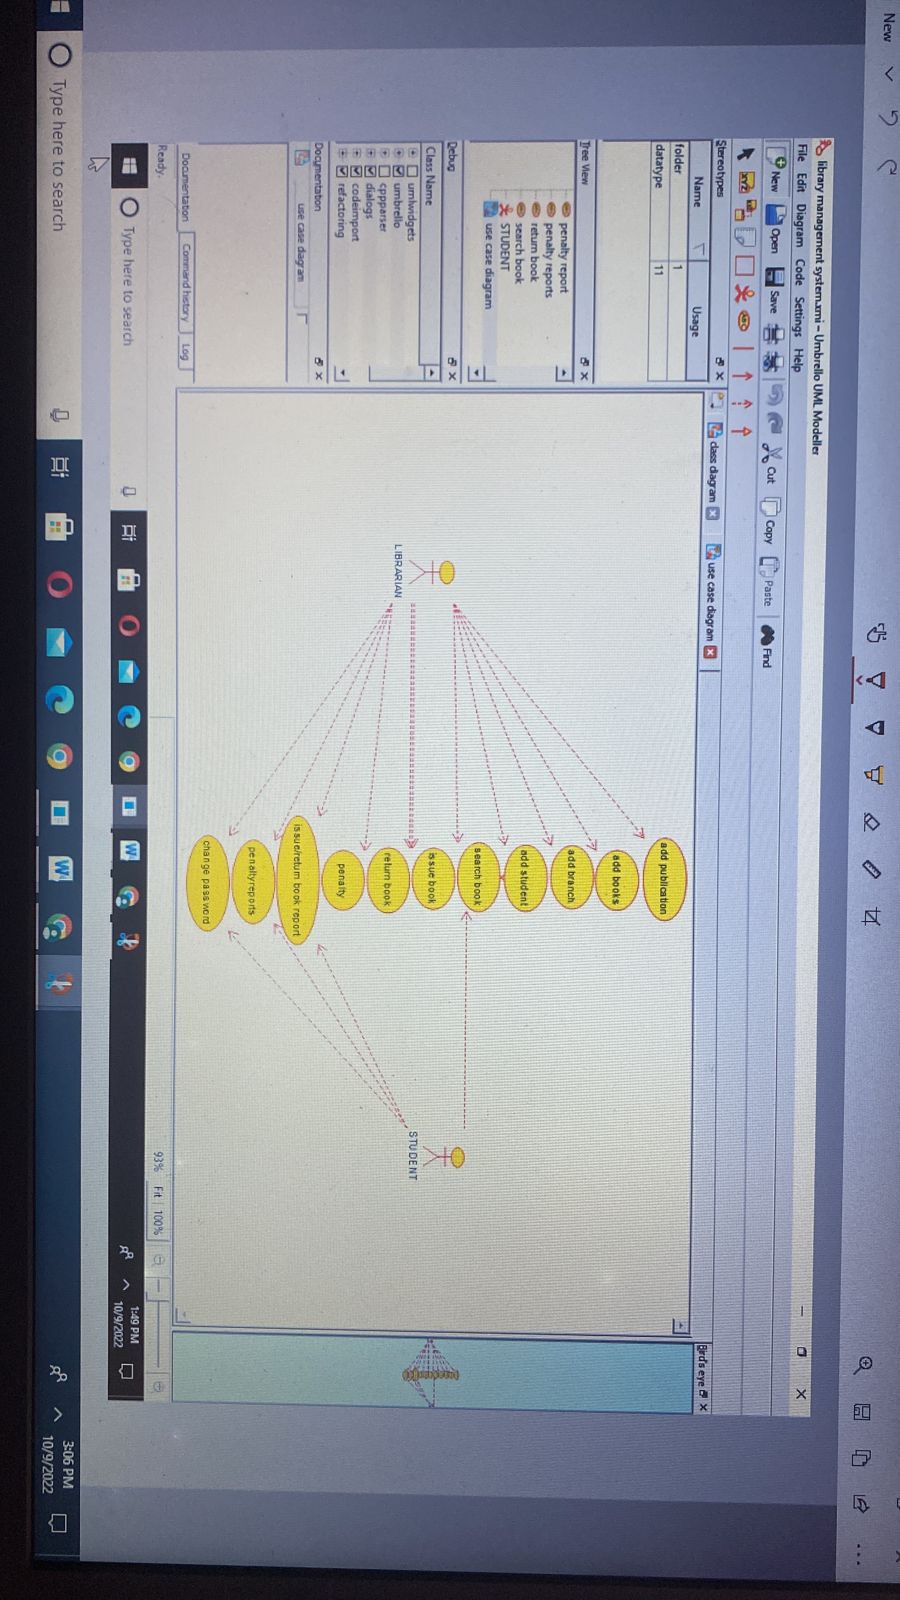 New
library management system.xmi - Umbrello UML Modeller
File Edit Diagram Code Settings Help
New Open Save Cut Copy Paste Find
Stereotypes
Name Usage
folder 1
datatype 11
Tree View
penalty report
penalty reports
return book
search book
STUDENT
use case diagram
Debug
Class Name
umlwidgets
umbrello
cppparser
dialogs
codeimport
refactoring
Documentation
use case diagram
Documentation Command history Log
Ready.
class diagram use case diagram
LIBRARIAN
add publication
add books
add branch
add student
search book
issue book
return book
penalty
issue/return book report
penaltyreports
change password
STUDENT
Bird's eye
93% Fit 100%
Type here to search
1:49 PM
10/9/2022
Type here to search
3:06 PM
10/9/2022